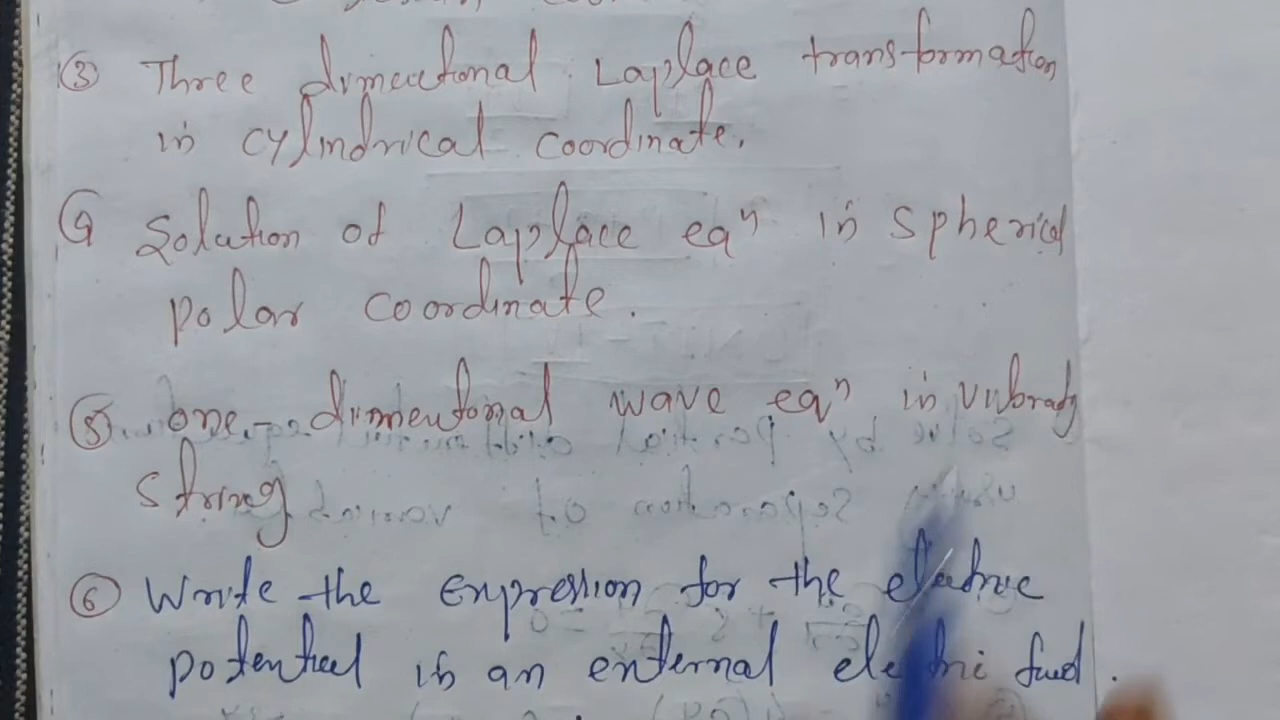 ③ Three dimentional Laplace transformation
in cylindrical coordinate.
④ Solution of Laplace eqⁿ in Spherical
polar coordinate.
⑤ one-dimentional wave eqⁿ in vibrating
string
⑥ Write the expression for the electric
potential is an external electric field.